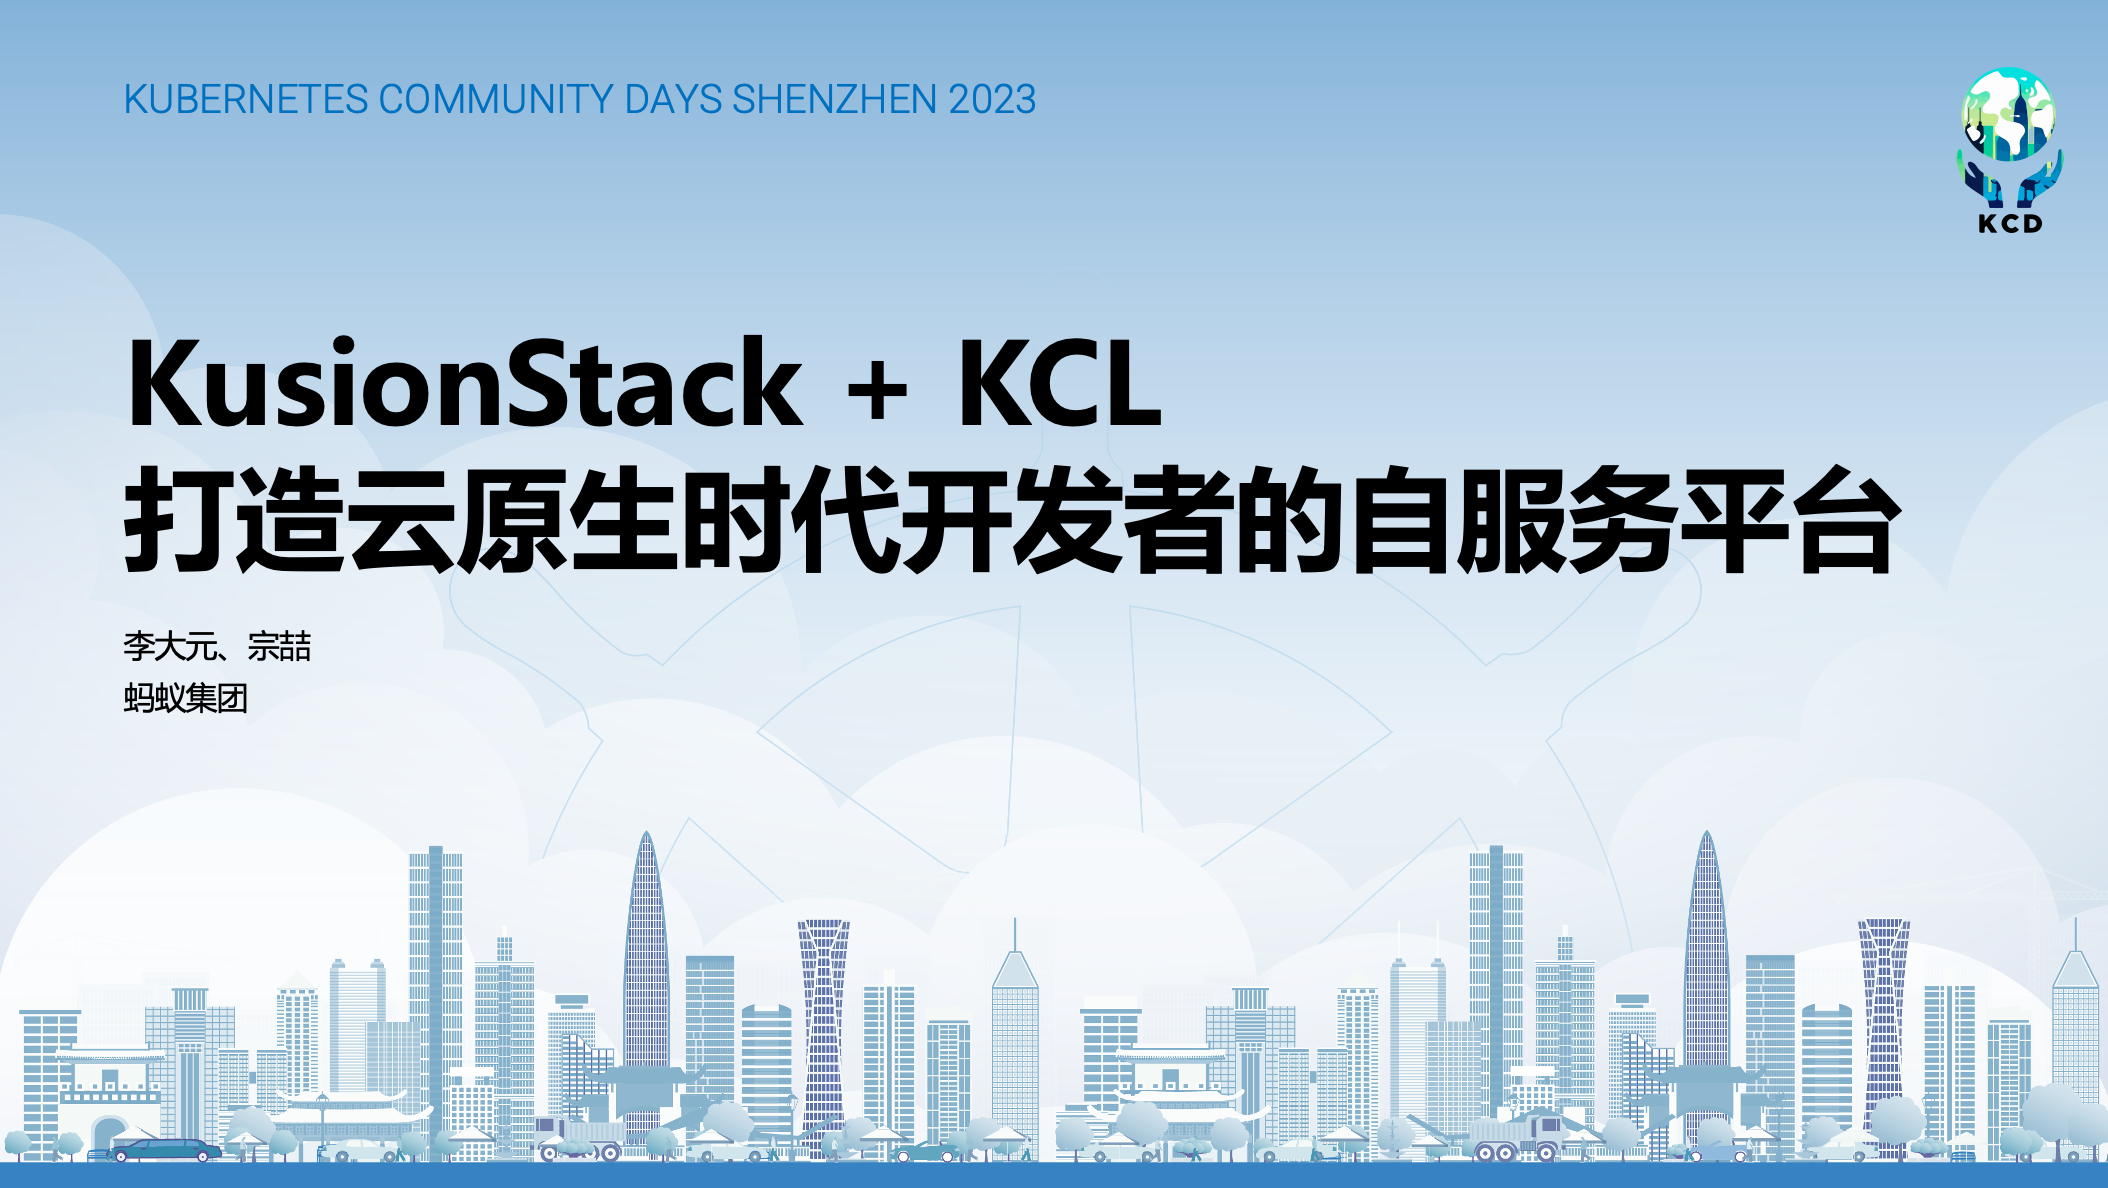 KUBERNETES COMMUNITY DAYS SHENZHEN 2023
KCD
KusionStack + KCL
打造云原生时代开发者的自服务平台
李大元、宗喆
蚂蚁集团